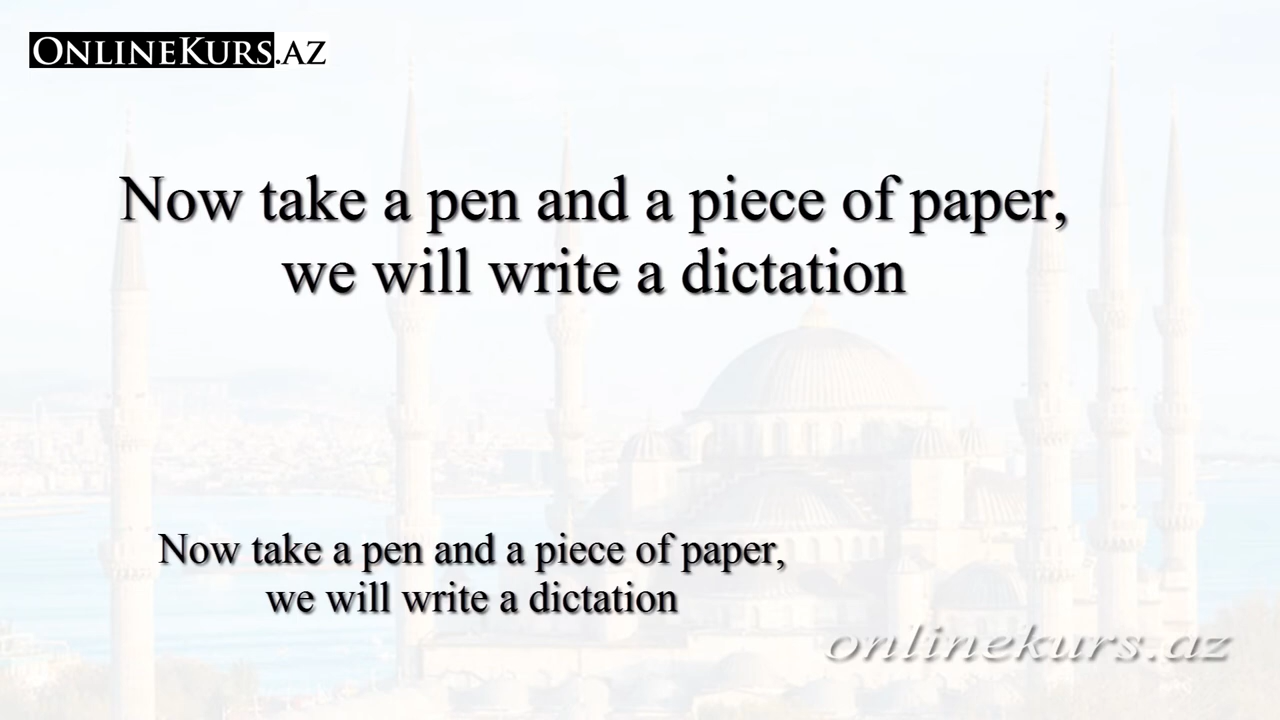 ONLINEKURS.AZ
Now take a pen and a piece of paper,
we will write a dictation
Now take a pen and a piece of paper,
we will write a dictation
onlinekurs.az